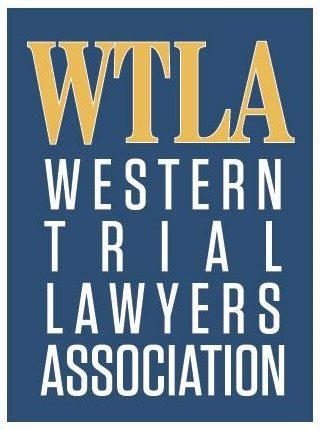 WTLA
WESTERN
TRIAL
LAWYERS
ASSOCIATION